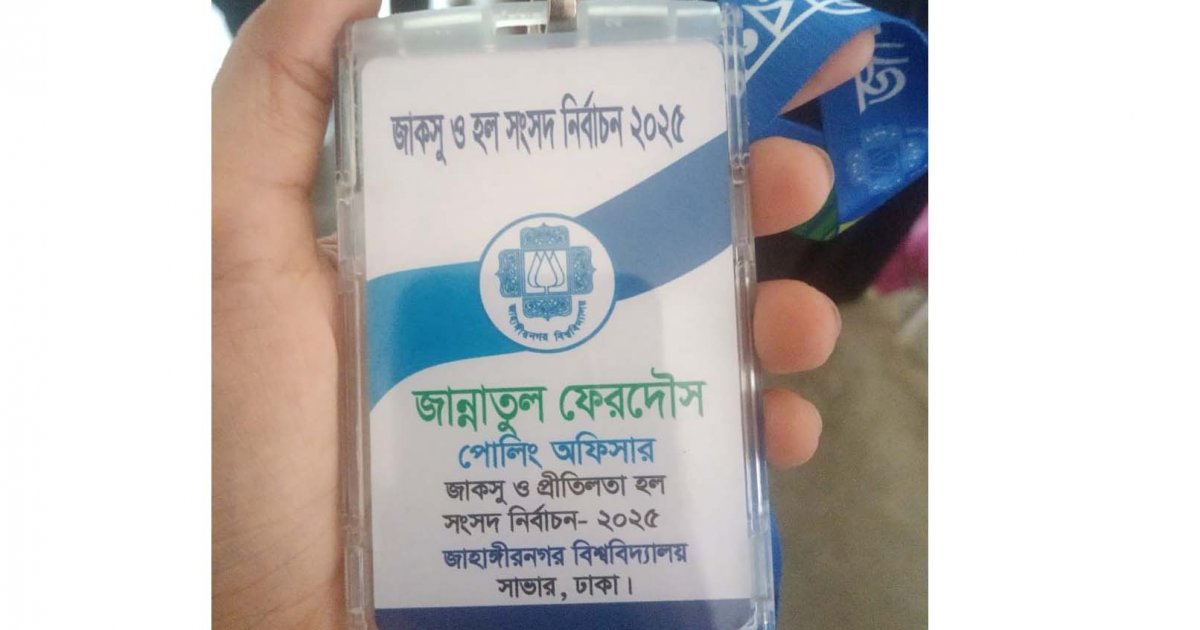 জাকসু ও হল সংসদ নির্বাচন ২০২৫
জাহাঙ্গীরনগর বিশ্ববিদ্যালয়
জান্নাতুল ফেরদৌস
পোলিং অফিসার
জাকসু ও প্রীতিলতা হল
সংসদ নির্বাচন- ২০২৫
জাহাঙ্গীরনগর বিশ্ববিদ্যালয়
সাভার, ঢাকা।